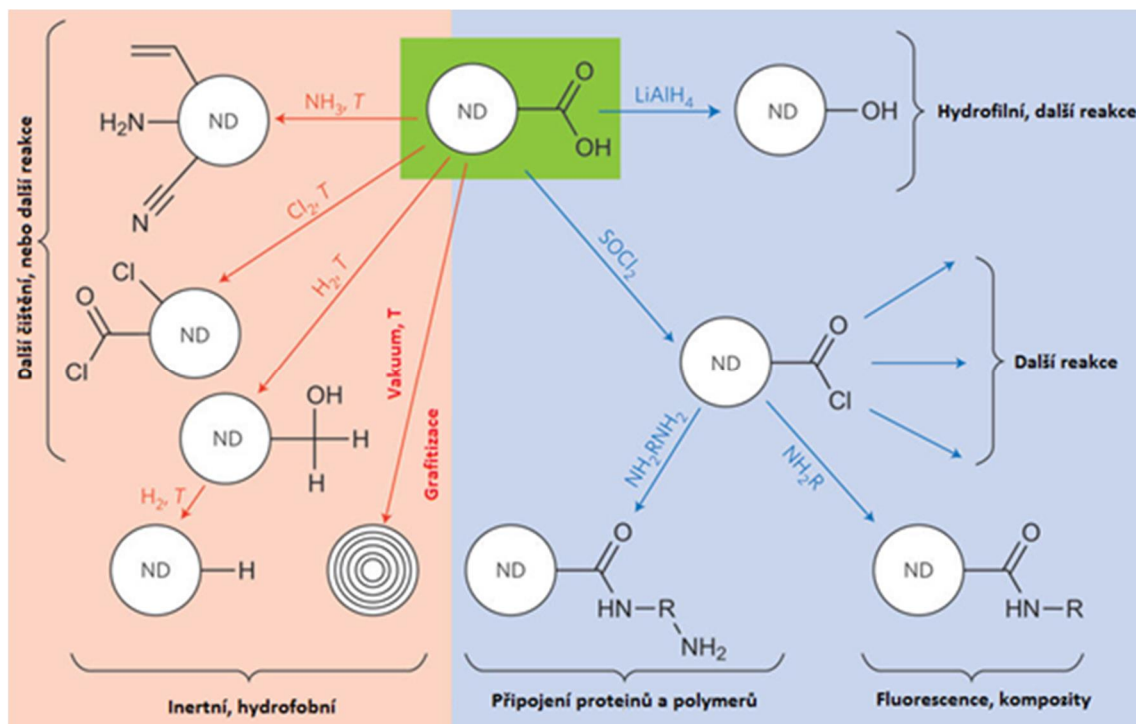 Další čištění, nebo další reakce
H₂N
ND
N
NH₃, T
ND
O
OH
LiAlH₄
ND
OH
Hydrofilní, další reakce
Cl₂, T
H₂, T
Vakuum, T
Grafitizace
SOCl₂
O
Cl
Cl
ND
ND
O
Cl
Další reakce
ND
OH
H
H
H₂, T
NH₂RNH₂
NH₂R
ND
H
ND
O
HN
R
NH₂
ND
O
HN
R
Inertní, hydrofobní
Připojení proteinů a polymerů
Fluorescence, kompozity